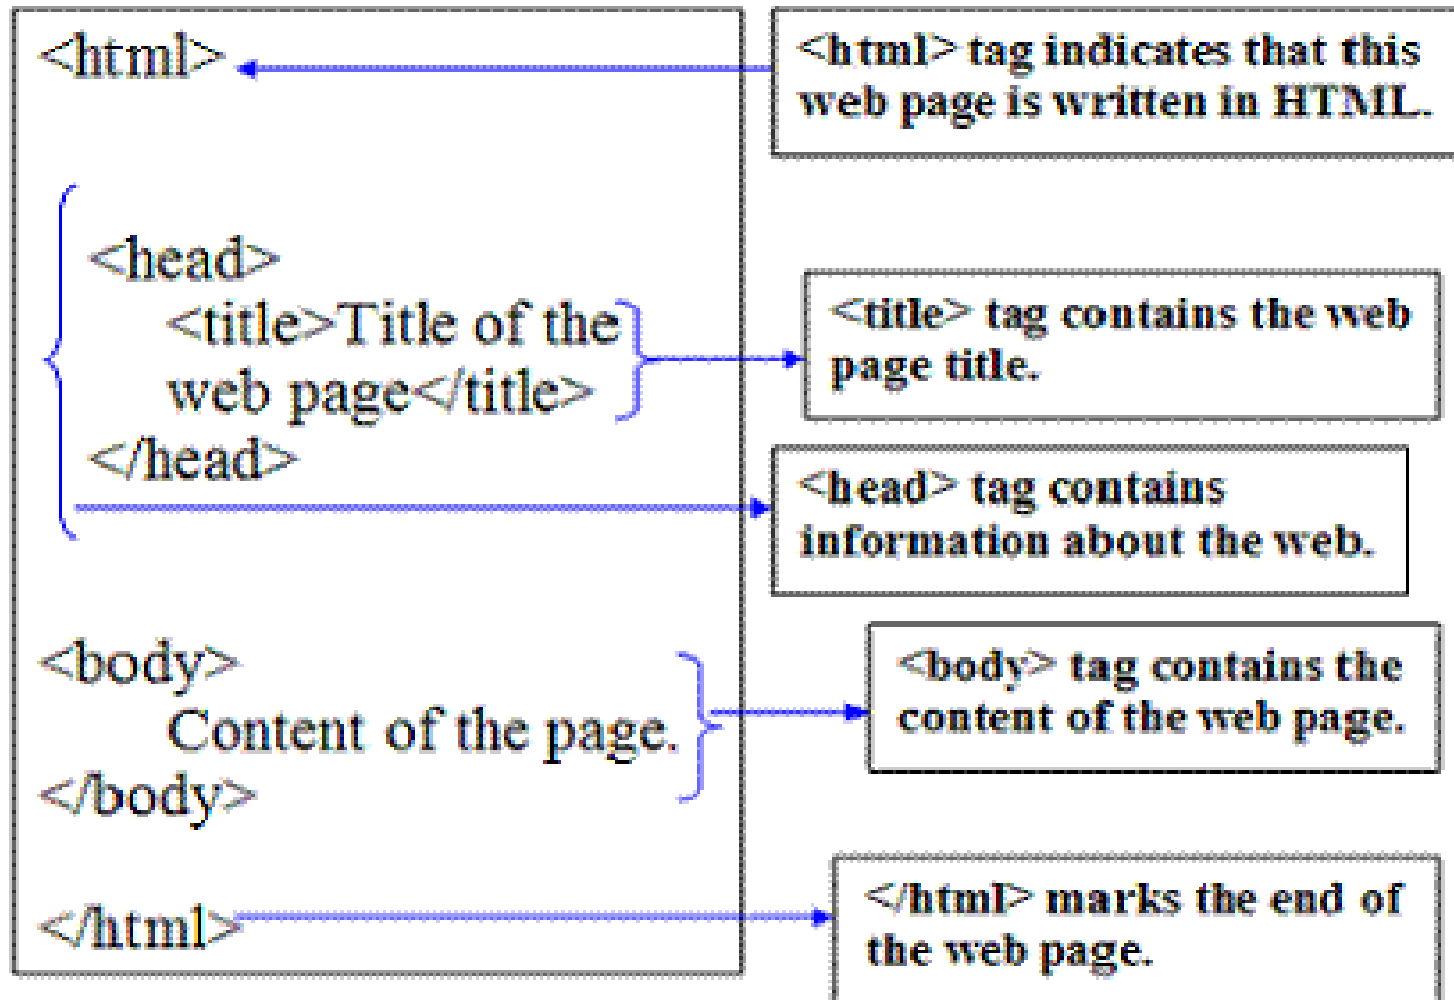 <html>
<html> tag indicates that this
web page is written in HTML.
<head>
<title>Title of the
web page</title>
</head>
<title> tag contains the web
page title.
<head> tag contains
information about the web.
<body>
Content of the page.
</body>
<body> tag contains the
content of the web page.
</html>
</html> marks the end of
the web page.